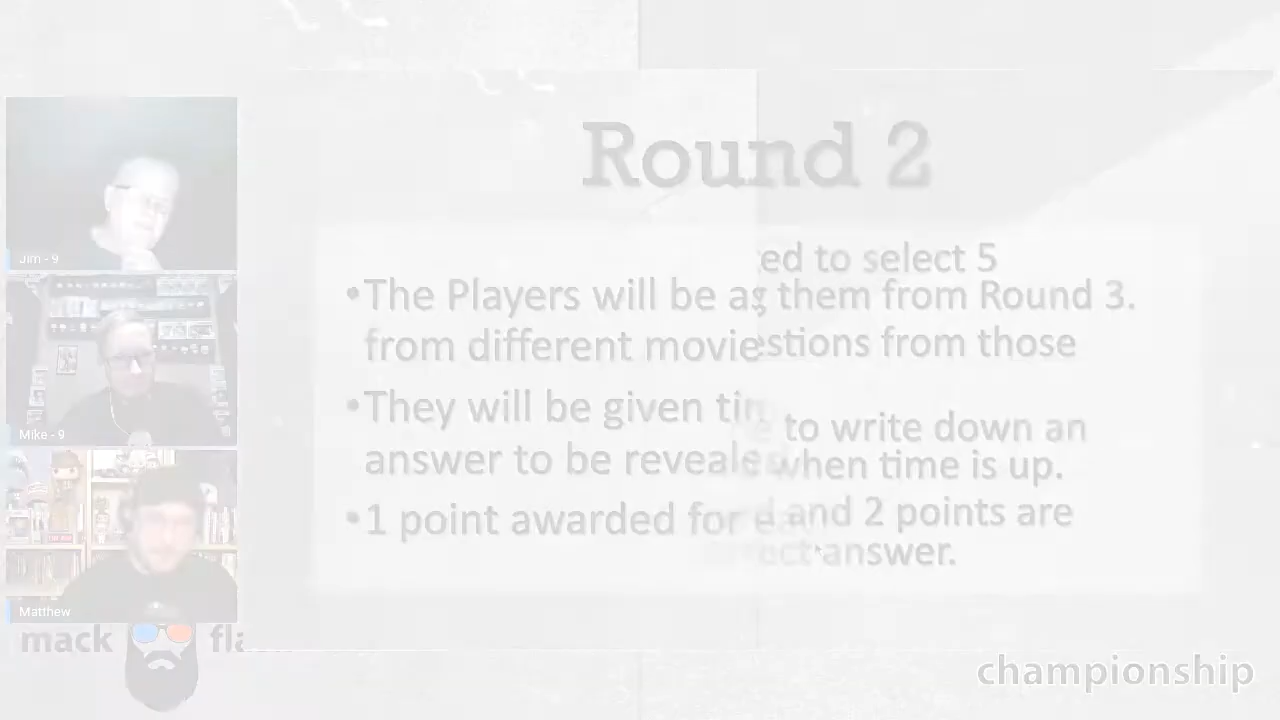 Round 2
Jim - 9
ed to select 5
•The Players will be a
them from Round 3.
from different movie
stions from those
•They will be given
to write down an
Mike - 9
answer to be reveale
when time is up.
•1 point awarded for
and 2 points are
answer.
Matthew
mack
fla
championship